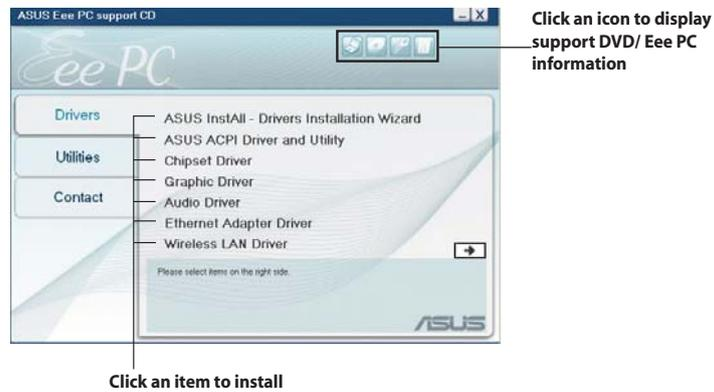 ASUS Eee PC support CD
Click an icon to display
support DVD/ Eee PC
information
Eee PC
Drivers
Utilities
Contact
ASUS InstAll - Drivers Installation Wizard
ASUS ACPI Driver and Utility
Chipset Driver
Graphic Driver
Audio Driver
Ethernet Adapter Driver
Wireless LAN Driver
Please select items on the right side.
ASUS
Click an item to install